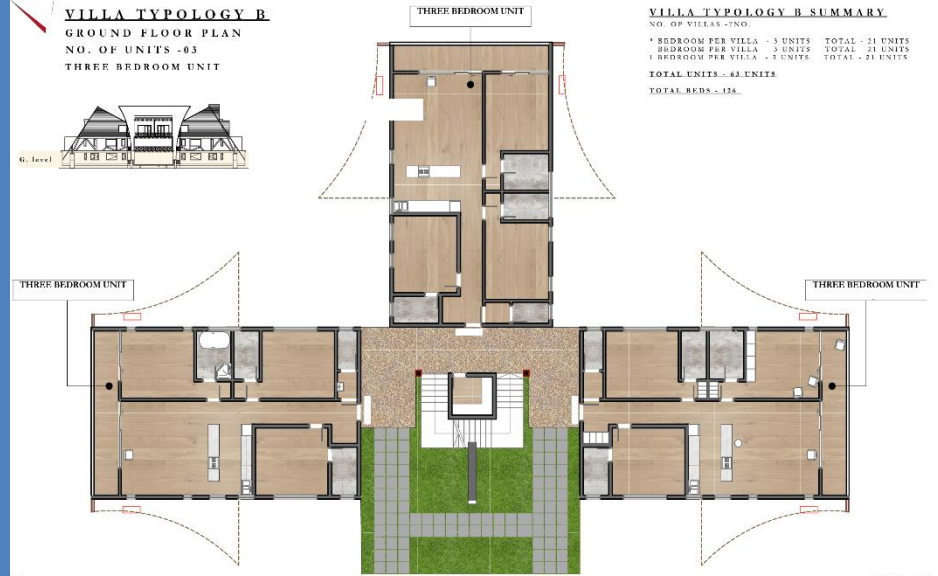 VILLA TYPOLOGY B
GROUND FLOOR PLAN
NO. OF UNITS -03
THREE BEDROOM UNIT
G. level
THREE BEDROOM UNIT
VILLA TYPOLOGY B SUMMARY
NO. OF VILLAS -7NO.
BEDROOM PER VILLA - 3 UNITS TOTAL - 21 UNITS
BEDROOM PER VILLA - 3 UNITS TOTAL - 21 UNITS
1 BEDROOM PER VILLA - 3 UNITS TOTAL - 21 UNITS
TOTAL UNITS - 63 UNITS
TOTAL BEDS - 126
THREE BEDROOM UNIT
THREE BEDROOM UNIT